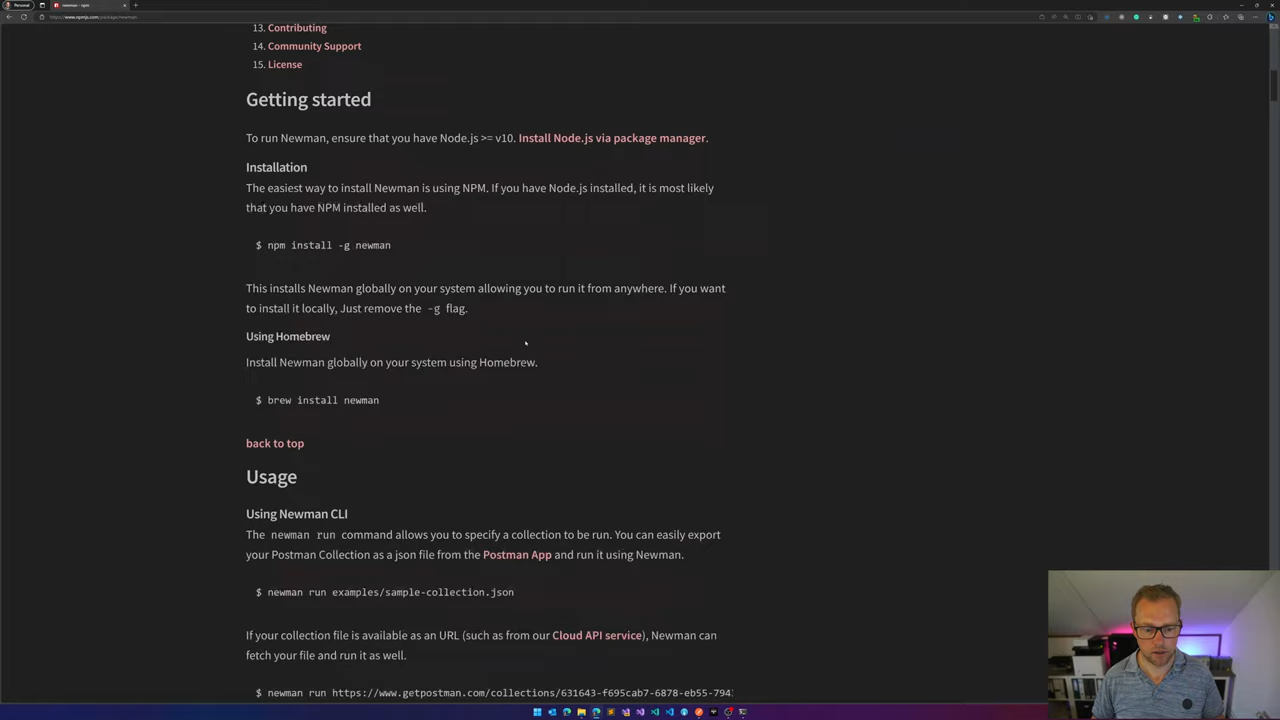 Personal
newman - npm
https://www.npmjs.com/package/newman
13. Contributing
14. Community Support
15. License
Getting started
To run Newman, ensure that you have Node.js >= v10. Install Node.js via package manager.
Installation
The easiest way to install Newman is using NPM. If you have Node.js installed, it is most likely
that you have NPM installed as well.
$ npm install -g newman
This installs Newman globally on your system allowing you to run it from anywhere. If you want
to install it locally, Just remove the -g flag.
Using Homebrew
Install Newman globally on your system using Homebrew.
$ brew install newman
back to top
Usage
Using Newman CLI
The newman run command allows you to specify a collection to be run. You can easily export
your Postman Collection as a json file from the Postman App and run it using Newman.
$ newman run examples/sample-collection.json
If your collection file is available as an URL (such as from our Cloud API service), Newman can
fetch your file and run it as well.
$ newman run https://www.getpostman.com/collections/631643-f695cab7-6878-eb55-794